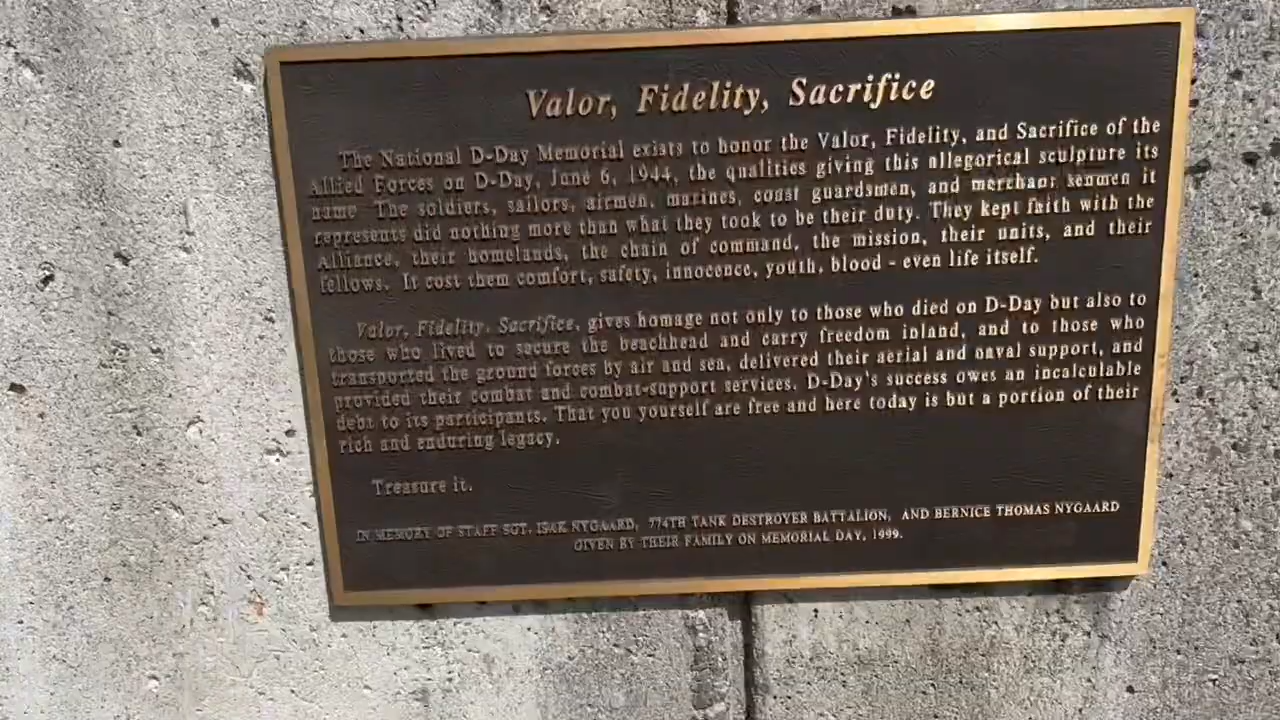 Valor, Fidelity, Sacrifice
The National D-Day Memorial exists to honor the Valor, Fidelity, and Sacrifice of the
Allied Forces on D-Day, June 6, 1944, the qualities giving this allegorical sculpture its
name The soldiers, sailors, airmen, marines, coast guardsmen, and merchant seamen it
represents did nothing more than what they took to be their duty. They kept faith with the
Alliance, their homelands, the chain of command, the mission, their units, and their
fellows. It cost them comfort, safety, innocence, youth, blood - even life itself.
Valor, Fidelity, Sacrifice, gives homage not only to those who died on D-Day but also to
those who lived to secure the beachhead and carry freedom inland, and to those who
transported the ground forces by air and sea, delivered their aerial and naval support, and
provided their combat and combat-support services. D-Day's success owes an incalculable
debt to its participants. That you yourself are free and here today is but a portion of their
rich and enduring legacy.
Treasure it.
IN MEMORY OF STAFF SGT. ISAK NYGAARD, 774TH TANK DESTROYER BATTALION, AND BERNICE THOMAS NYGAARD
GIVEN BY THEIR FAMILY ON MEMORIAL DAY, 1999.